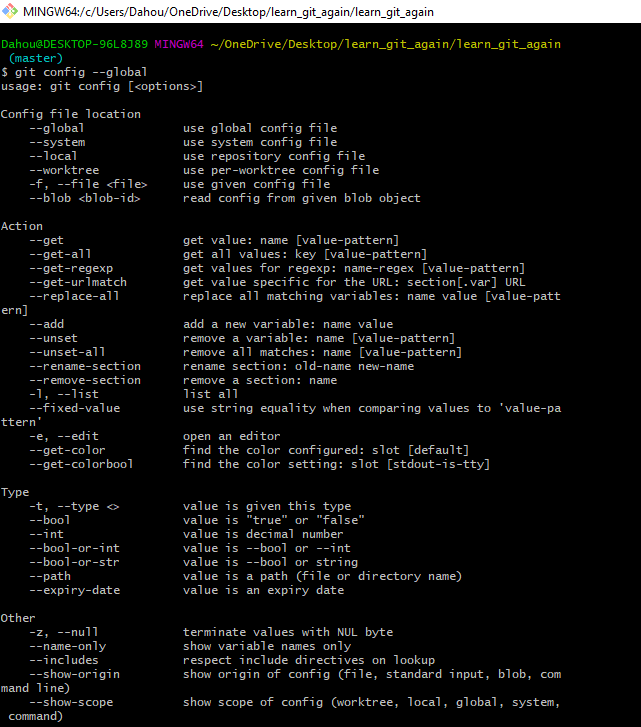 MINGW64:/c/Users/Dahou/OneDrive/Desktop/learn_git_again/learn_git_again
Dahou@DESKTOP-96L8J89 MINGW64 ~/OneDrive/Desktop/learn_git_again/learn_git_again
(master)
$ git config --global
usage: git config [<options>]
Config file location
--global use global config file
--system use system config file
--local use repository config file
--worktree use per-worktree config file
-f, --file <file> use given config file
--blob <blob-id> read config from given blob object
Action
--get get value: name [value-pattern]
--get-all get all values: key [value-pattern]
--get-regexp get values for regexp: name-regex [value-pattern]
--get-urlmatch get value specific for the URL: section[.var] URL
--replace-all replace all matching variables: name value [value-patt
ern]
--add add a new variable: name value
--unset remove a variable: name [value-pattern]
--unset-all remove all matches: name [value-pattern]
--rename-section rename section: old-name new-name
--remove-section remove a section: name
-l, --list list all
--fixed-value use string equality when comparing values to 'value-pa
ttern'
-e, --edit open an editor
--get-color find the color configured: slot [default]
--get-colorbool find the color setting: slot [stdout-is-tty]
Type
-t, --type <> value is given this type
--bool value is "true" or "false"
--int value is decimal number
--bool-or-int value is --bool or --int
--bool-or-str value is --bool or string
--path value is a path (file or directory name)
--expiry-date value is an expiry date
Other
-z, --null terminate values with NUL byte
--name-only show variable names only
--includes respect include directives on lookup
--show-origin show origin of config (file, standard input, blob, com
mand line)
--show-scope show scope of config (worktree, local, global, system,
command)